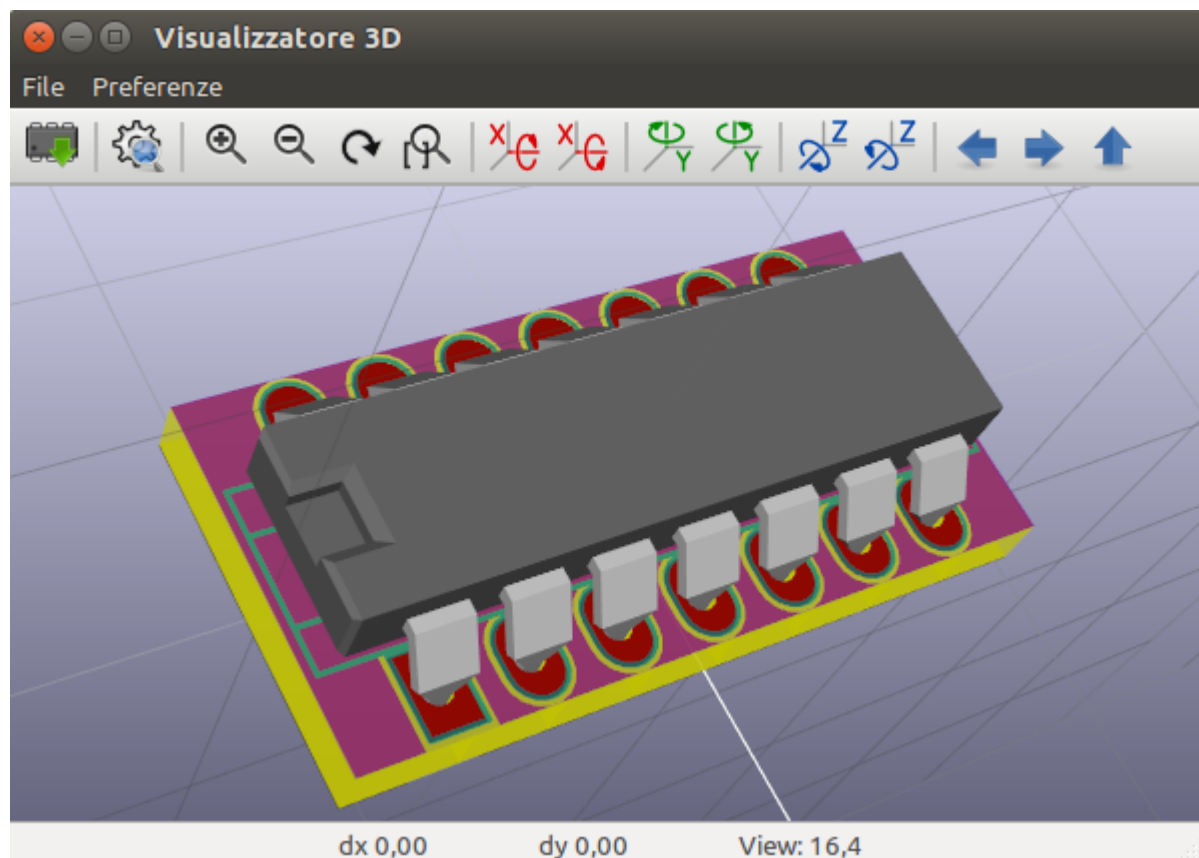 Visualizzatore 3D
File Preferenze
X X Y Y Z Z
dx 0,00 dy 0,00 View: 16,4